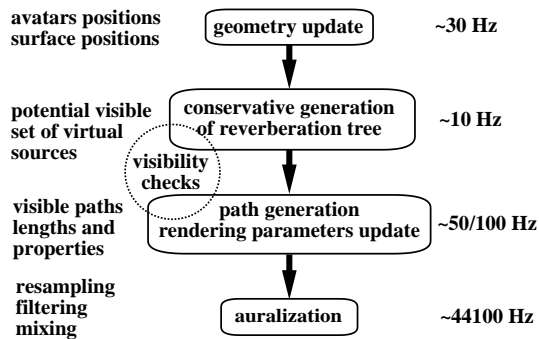 avatars positions
surface positions
geometry update
~30 Hz
potential visible
set of virtual
sources
conservative generation
of reverberation tree
~10 Hz
visibility
checks
visible paths
lengths and
properties
path generation
rendering parameters update
~50/100 Hz
resampling
filtering
mixing
auralization
~44100 Hz